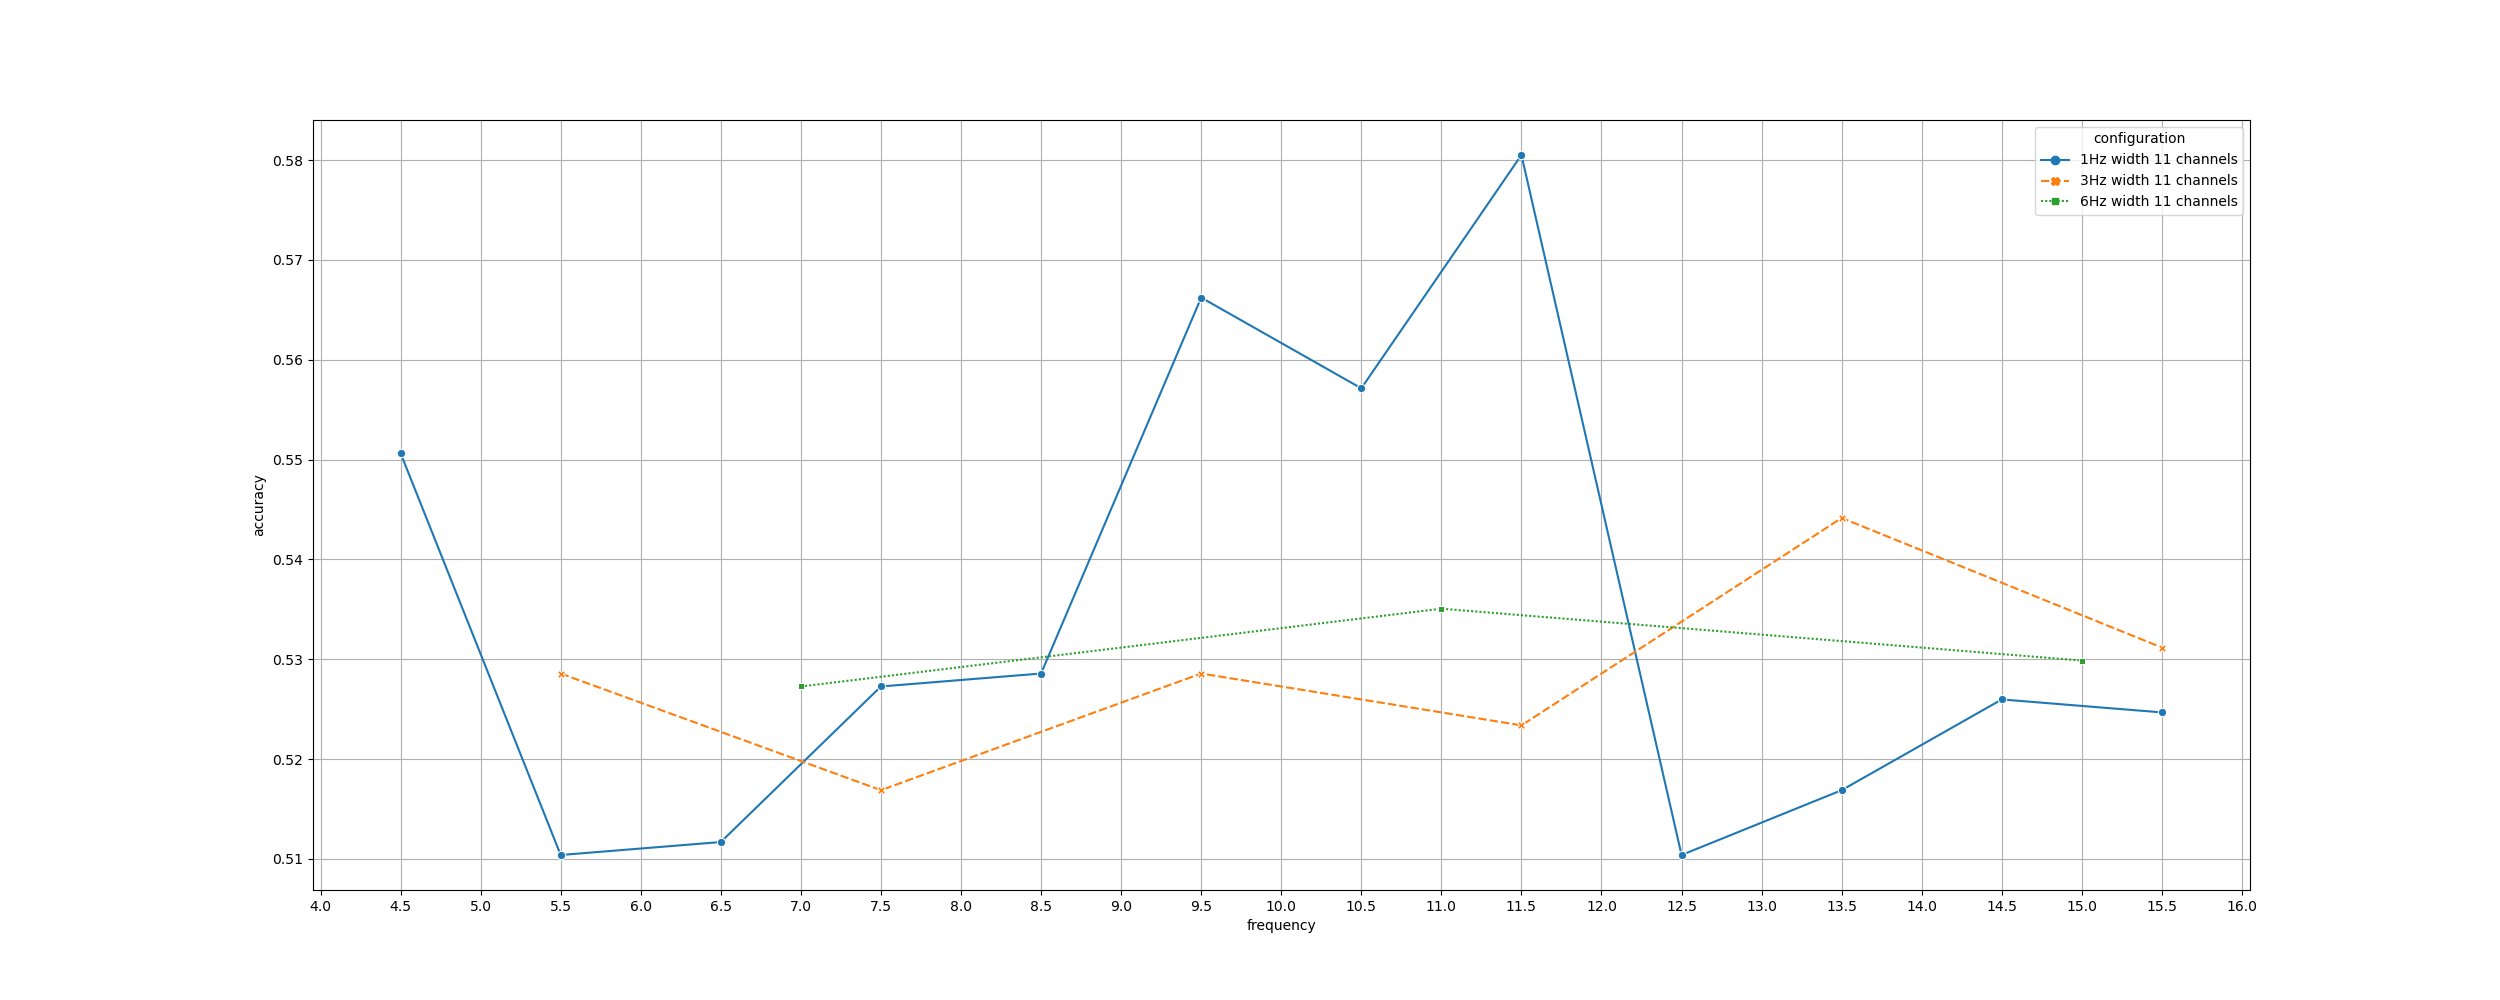 configuration
1Hz width 11 channels
3Hz width 11 channels
6Hz width 11 channels
0.58
0.57
0.56
0.55
0.54
0.53
0.52
0.51
accuracy
4.0 4.5 5.0 5.5 6.0 6.5 7.0 7.5 8.0 8.5 9.0 9.5 10.0 10.5 11.0 11.5 12.0 12.5 13.0 13.5 14.0 14.5 15.0 15.5 16.0
frequency